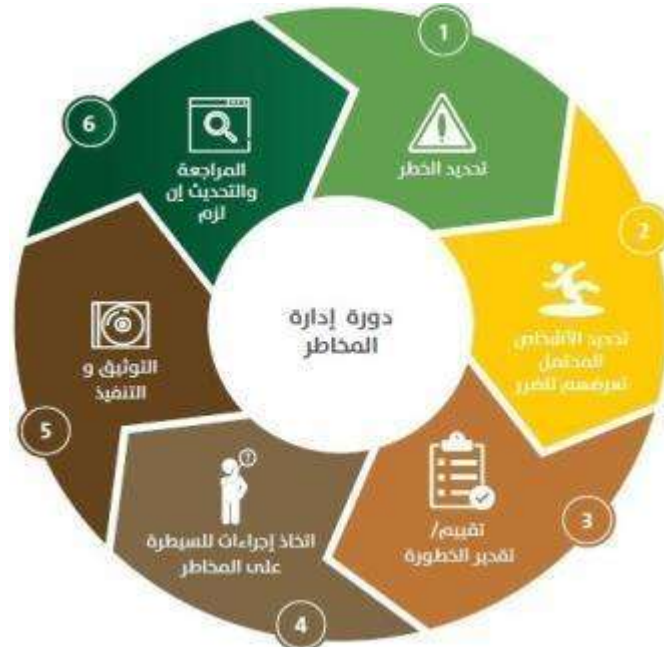 دورة إدارة
المخاطر
1
تحديد الخطر
2
تحديد الأشخاص
المحتمل
تعرضهم للضرر
3
تقييم/
تقدير الخطورة
4
اتخاذ إجراءات للسيطرة
على المخاطر
5
التوثيق و
التنفيذ
6
المراجعة
والتحديث إن
لزم